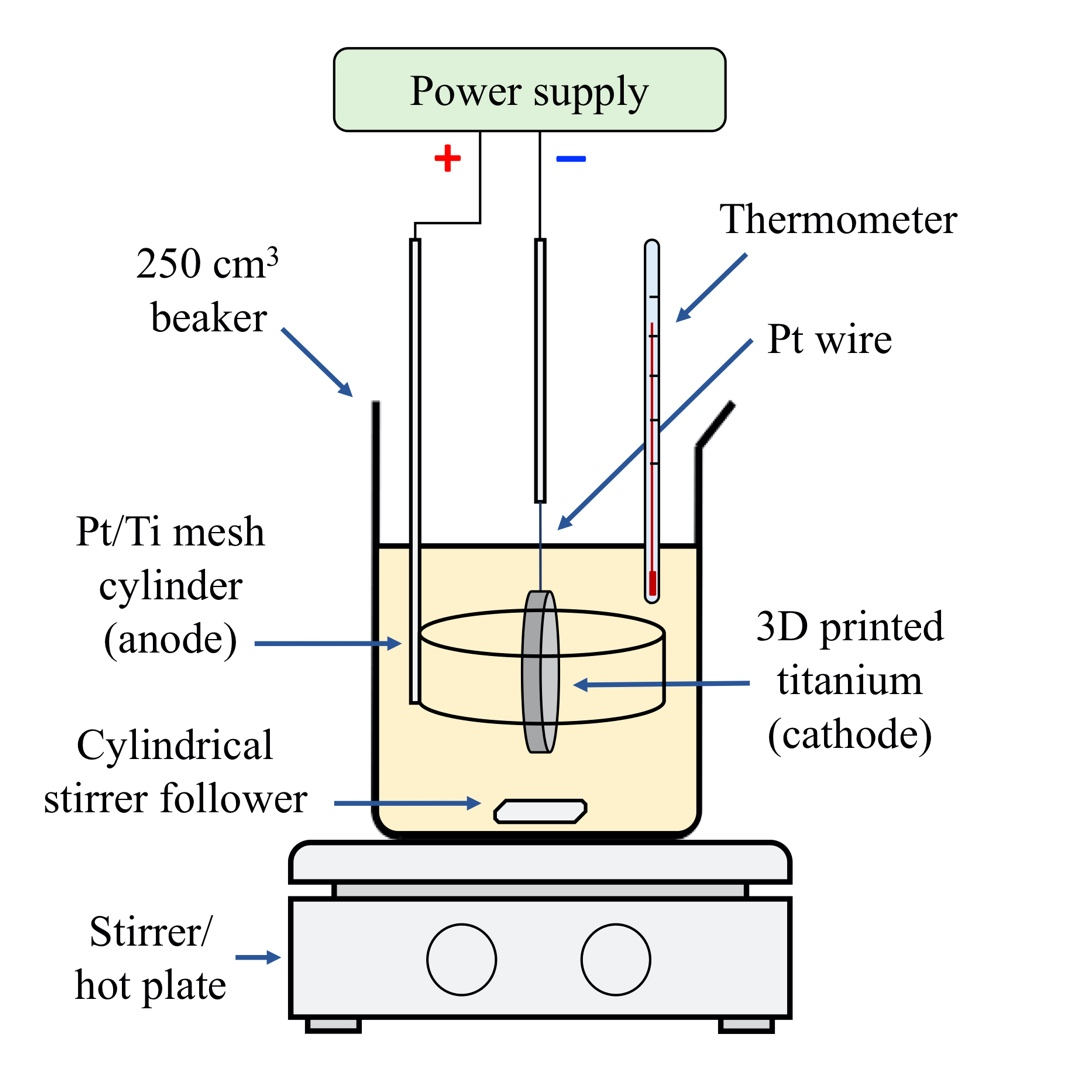 Power supply
+
−
Thermometer
250 cm³
beaker
Pt wire
Pt/Ti mesh
cylinder
(anode)
3D printed
titanium
(cathode)
Cylindrical
stirrer follower
Stirrer/
hot plate